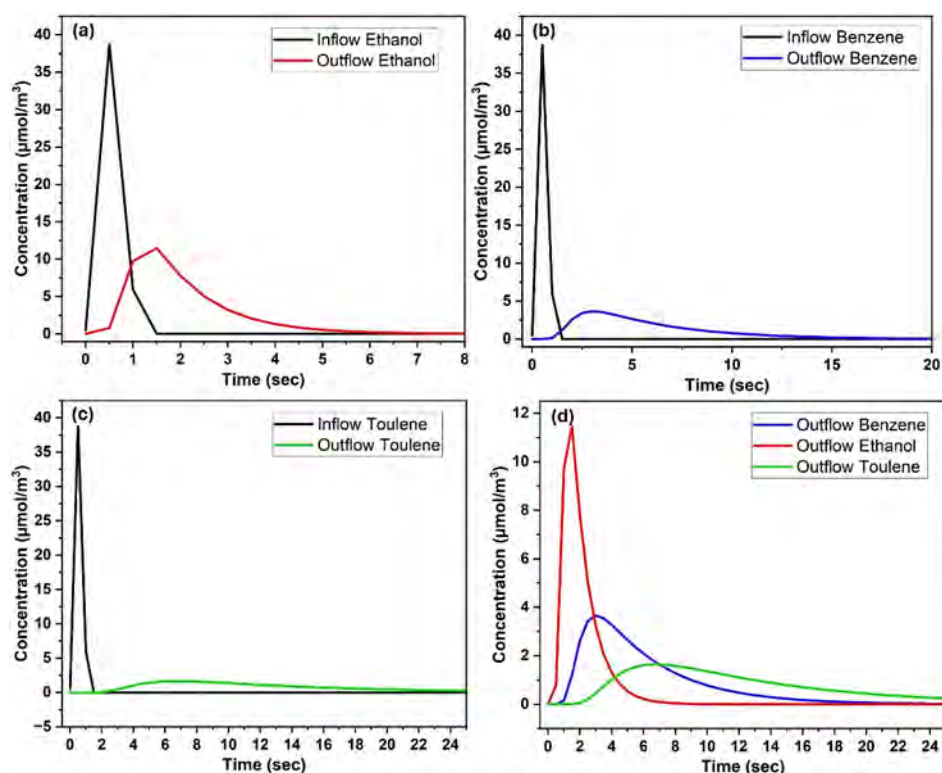 (a)
Inflow Ethanol
Outflow Ethanol
Concentration (μmol/m³)
40
35
30
25
20
15
10
5
0
0 1 2 3 4 5 6 7 8
Time (sec)
(b)
Inflow Benzene
Outflow Benzene
Concentration (μmol/m³)
40
35
30
25
20
15
10
5
0
0 5 10 15 20
Time (sec)
(c)
Inflow Toulene
Outflow Toulene
Concentration (μmol/m³)
40
35
30
25
20
15
10
5
0
−5
0 2 4 6 8 10 12 14 16 18 20 22 24
Time (sec)
(d)
Outflow Benzene
Outflow Ethanol
Outflow Toulene
Concentration (μmol/m³)
12
10
8
6
4
2
0
0 2 4 6 8 10 12 14 16 18 20 22 24
Time (sec)